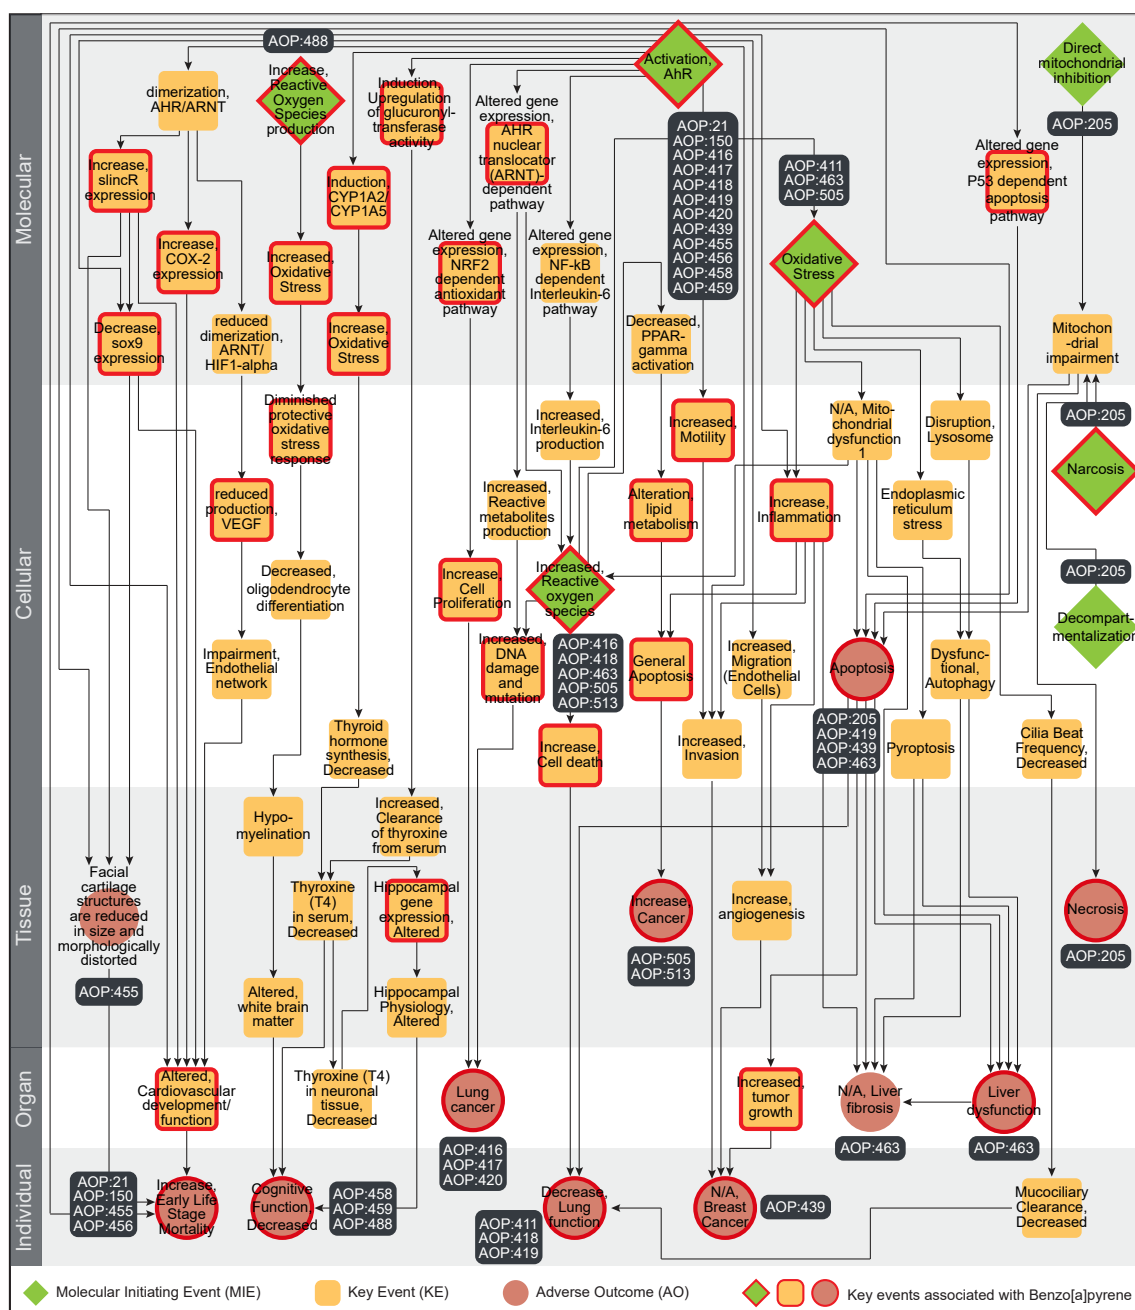 Molecular
Cellular
Tissue
Organ
Individual
AOP:488
Increase,
Reactive
Oxygen
Species
production
dimerization,
AHR/ARNT
Induction,
Upregulation
of glucuronyl-
transferase
activity
Altered gene
expression,
AHR
nuclear
translocator
(ARNT)-
dependent
pathway
Activation,
AhR
AOP:21
AOP:150
AOP:416
AOP:417
AOP:418
AOP:419
AOP:420
AOP:439
AOP:455
AOP:456
AOP:458
AOP:459
AOP:411
AOP:463
AOP:505
Direct
mitochondrial
inhibition
AOP:205
Altered gene
expression,
P53 dependent
apoptosis
pathway
Increase,
slincR
expression
Induction,
CYP1A2/
CYP1A5
Increase,
COX-2
expression
Increased,
Oxidative
Stress
Altered gene
expression,
NRF2
dependent
antioxidant
pathway
Altered gene
expression,
NF-kB
dependent
Interleukin-6
pathway
Oxidative
Stress
Decrease,
sox9
expression
reduced
dimerization,
ARNT/
HIF1-alpha
Increase,
Oxidative
Stress
Decreased,
PPAR-
gamma
activation
Mitochon
-drial
impairment
Diminished
protective
oxidative
stress
response
Increased,
Interleukin-6
production
Increased,
Motility
N/A, Mito-
chondrial
dysfunction
1
Disruption,
Lysosome
AOP:205
Narcosis
reduced
production,
VEGF
Increased,
Reactive
metabolites
production
Alteration,
lipid
metabolism
Increase,
Inflammation
Endoplasmic
reticulum
stress
Decreased,
oligodendrocyte
differentiation
Increase,
Cell
Proliferation
Increased,
Reactive
oxygen
species
AOP:205
Decompart-
mentalization
Impairment,
Endothelial
network
Increased,
DNA
damage
and
mutation
AOP:416
AOP:418
AOP:463
AOP:505
AOP:513
General
Apoptosis
Increased,
Migration
(Endothelial
Cells)
Apoptosis
Dysfunc-
tional,
Autophagy
Thyroid
hormone
synthesis,
Decreased
Increase,
Cell death
Increased,
Invasion
AOP:205
AOP:419
AOP:439
AOP:463
Pyroptosis
Cilia Beat
Frequency,
Decreased
Hypo-
myelination
Increased,
Clearance
of thyroxine
from serum
Facial
cartilage
structures
are reduced
in size and
morphologically
distorted
AOP:455
Thyroxine
(T4)
in serum,
Decreased
Hippocampal
gene
expression,
Altered
Increase,
Cancer
AOP:505
AOP:513
Increase,
angiogenesis
Necrosis
AOP:205
Altered,
white brain
matter
Hippocampal
Physiology,
Altered
Altered,
Cardiovascular
development/
function
Thyroxine (T4)
in neuronal
tissue,
Decreased
Lung
cancer
AOP:416
AOP:417
AOP:420
Increased,
tumor
growth
N/A, Liver
fibrosis
AOP:463
Liver
dysfunction
AOP:463
AOP:21
AOP:150
AOP:455
AOP:456
Increase,
Early Life
Stage
Mortality
Cognitive
Function,
Decreased
AOP:458
AOP:459
AOP:488
AOP:411
AOP:418
AOP:419
Decrease,
Lung
function
N/A,
Breast
Cancer
AOP:439
Mucociliary
Clearance,
Decreased
Molecular Initiating Event (MIE)
Key Event (KE)
Adverse Outcome (AO)
Key events associated with Benzo[a]pyrene